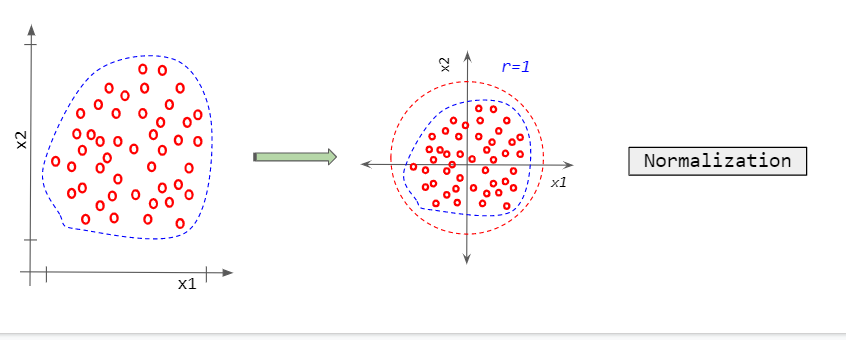 x2
x1
x2
r=1
x1
Normalization